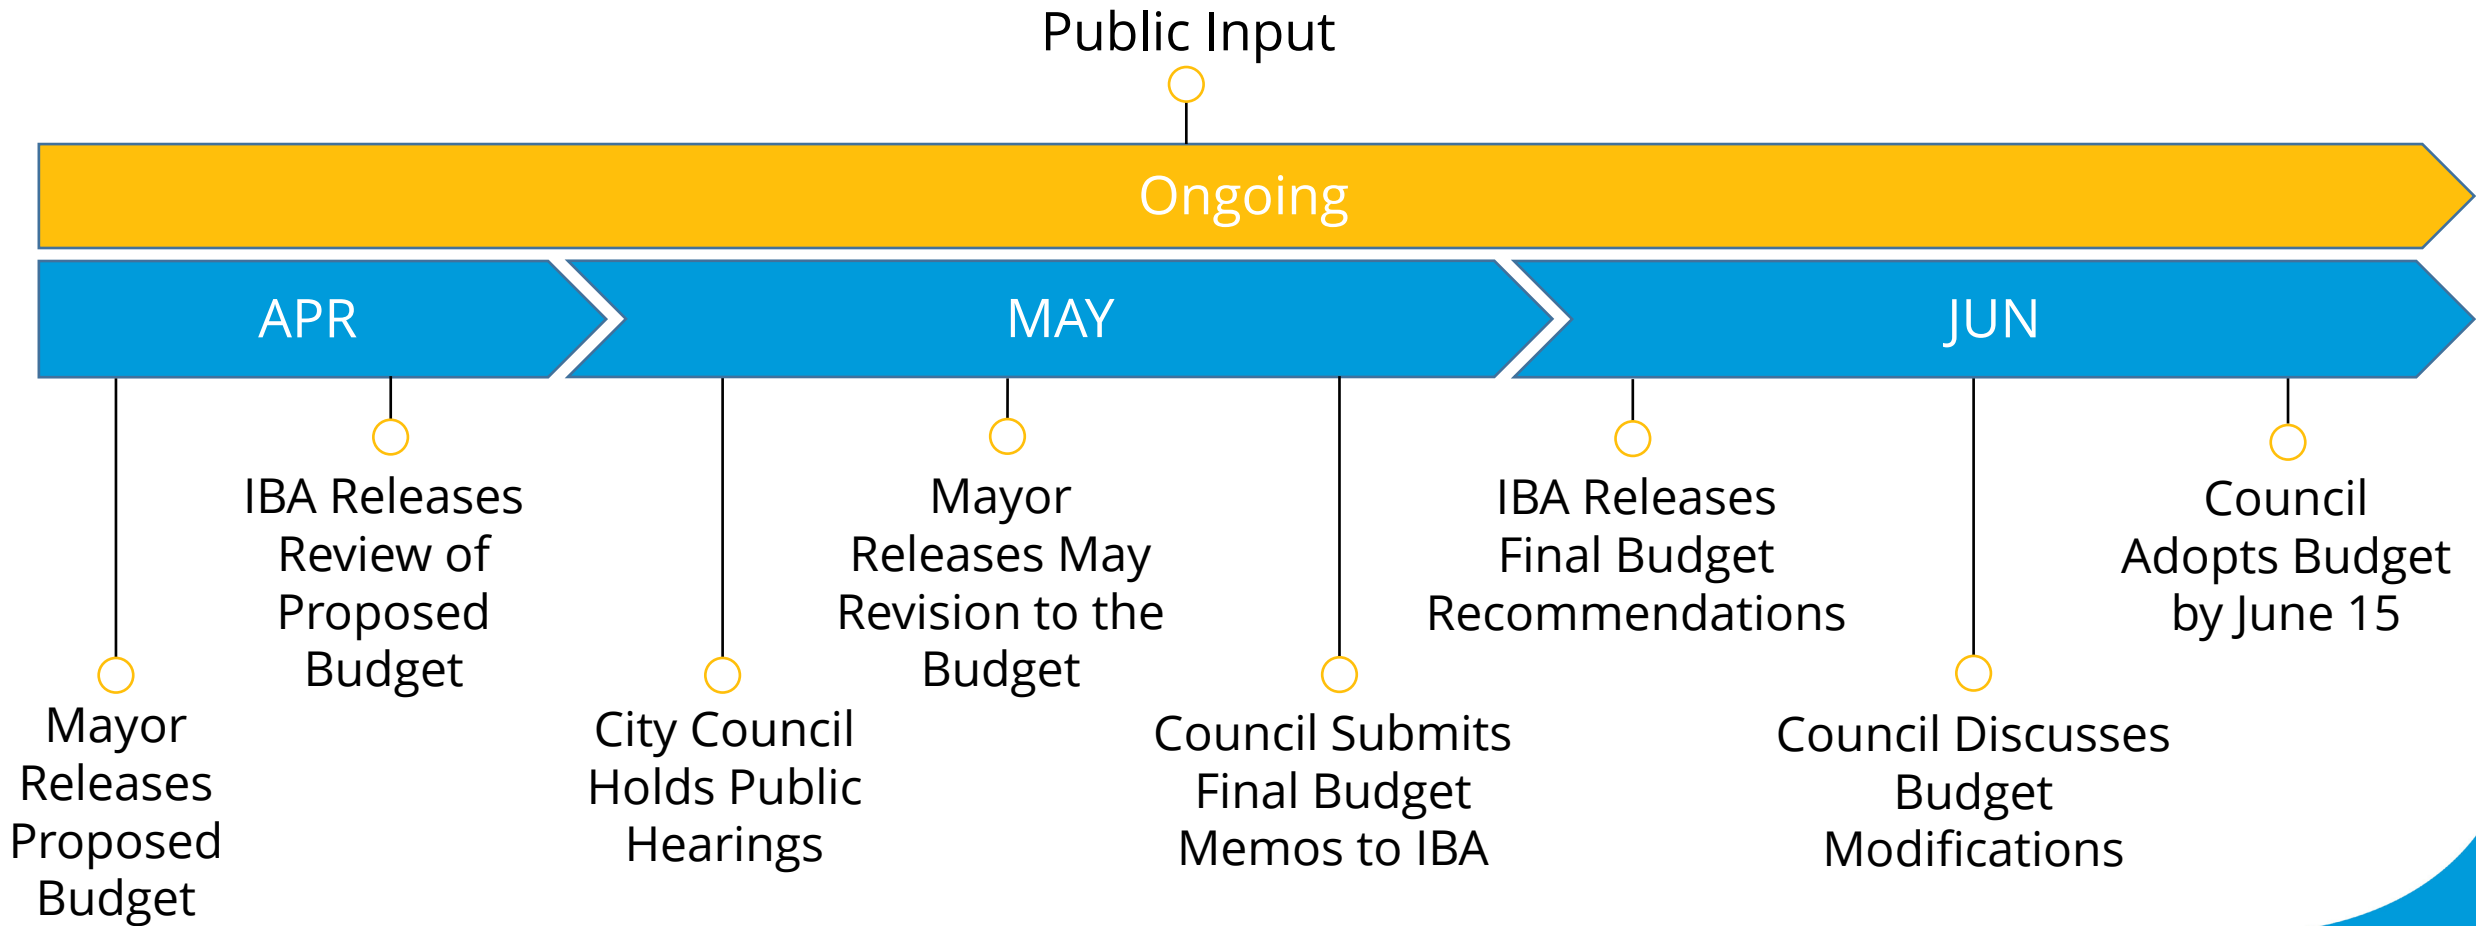 Public Input
Ongoing
APR
MAY
JUN
Mayor
Releases
Proposed
Budget
IBA Releases
Review of
Proposed
Budget
City Council
Holds Public
Hearings
Mayor
Releases May
Revision to the
Budget
Council Submits
Final Budget
Memos to IBA
IBA Releases
Final Budget
Recommendations
Council Discusses
Budget
Modifications
Council
Adopts Budget
by June 15